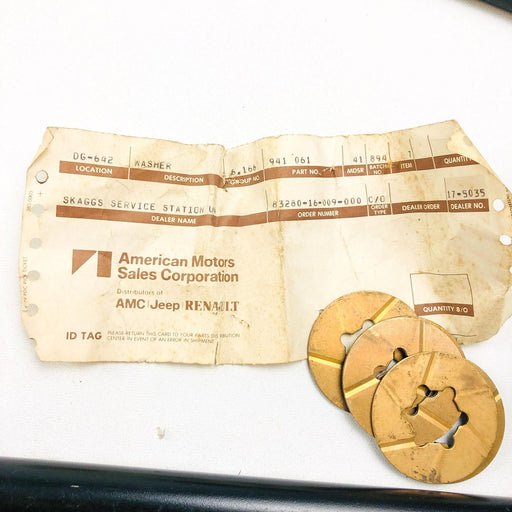 DG-642 WASHER 941 061 41 894
LOCATION DESCRIPTION GROUP NO. PART NO. MDSR BATCH NO. ITEM QUANTITY
SKAGGS SERVICE STATION 83280-16-009-000 C/O 17-5035
DEALER NAME ORDER NUMBER ORDER TYPE DEALER ORDER DEALER NO.
American Motors
Sales Corporation
Distributors of
AMC Jeep RENAULT
QUANTITY B/O
ID TAG PLEASE RETURN THIS CARD TO YOUR PARTS DISTRIBUTION
CENTER IN EVENT OF AN ERROR IN SHIPMENT